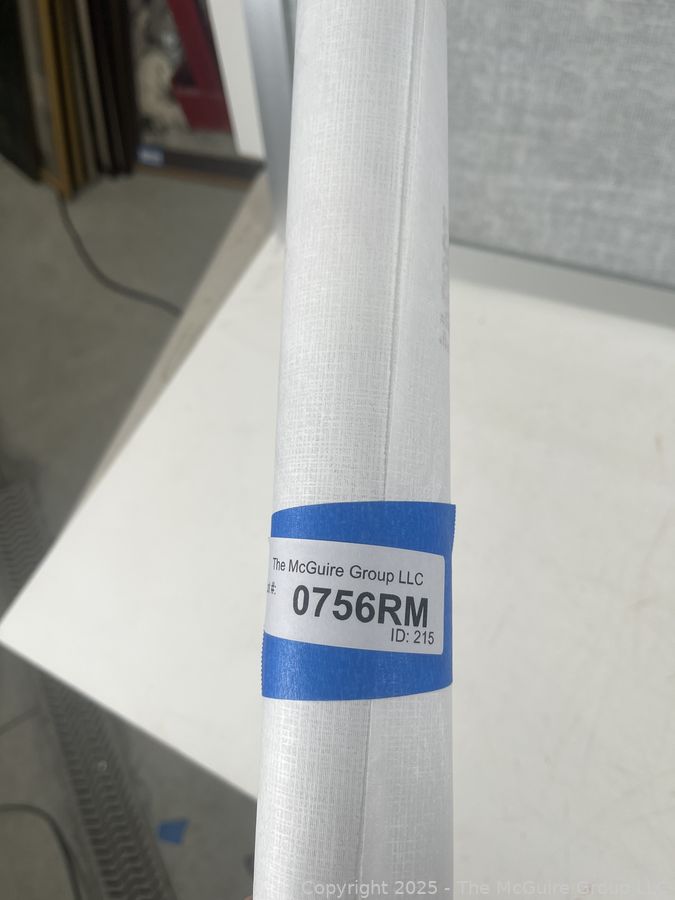 The McGuire Group LLC
#:
0756RM
ID: 215
Copyright 2025 - The McGuire Group LLC